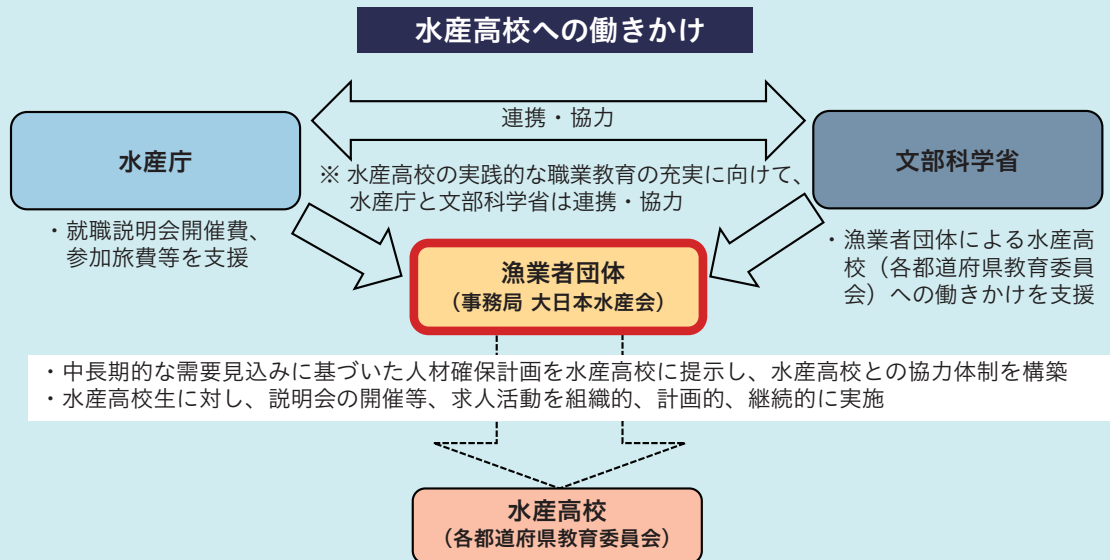 水産高校への働きかけ
連携・協力
水産庁
文部科学省
※ 水産高校の実践的な職業教育の充実に向けて、
水産庁と文部科学省は連携・協力
・就職説明会開催費、
参加旅費等を支援
・漁業者団体による水産高
校（各都道府県教育委員
会）への働きかけを支援
漁業者団体
（事務局 大日本水産会）
・中長期的な需要見込みに基づいた人材確保計画を水産高校に提示し、水産高校との協力体制を構築
・水産高校生に対し、説明会の開催等、求人活動を組織的、計画的、継続的に実施
水産高校
（各都道府県教育委員会）